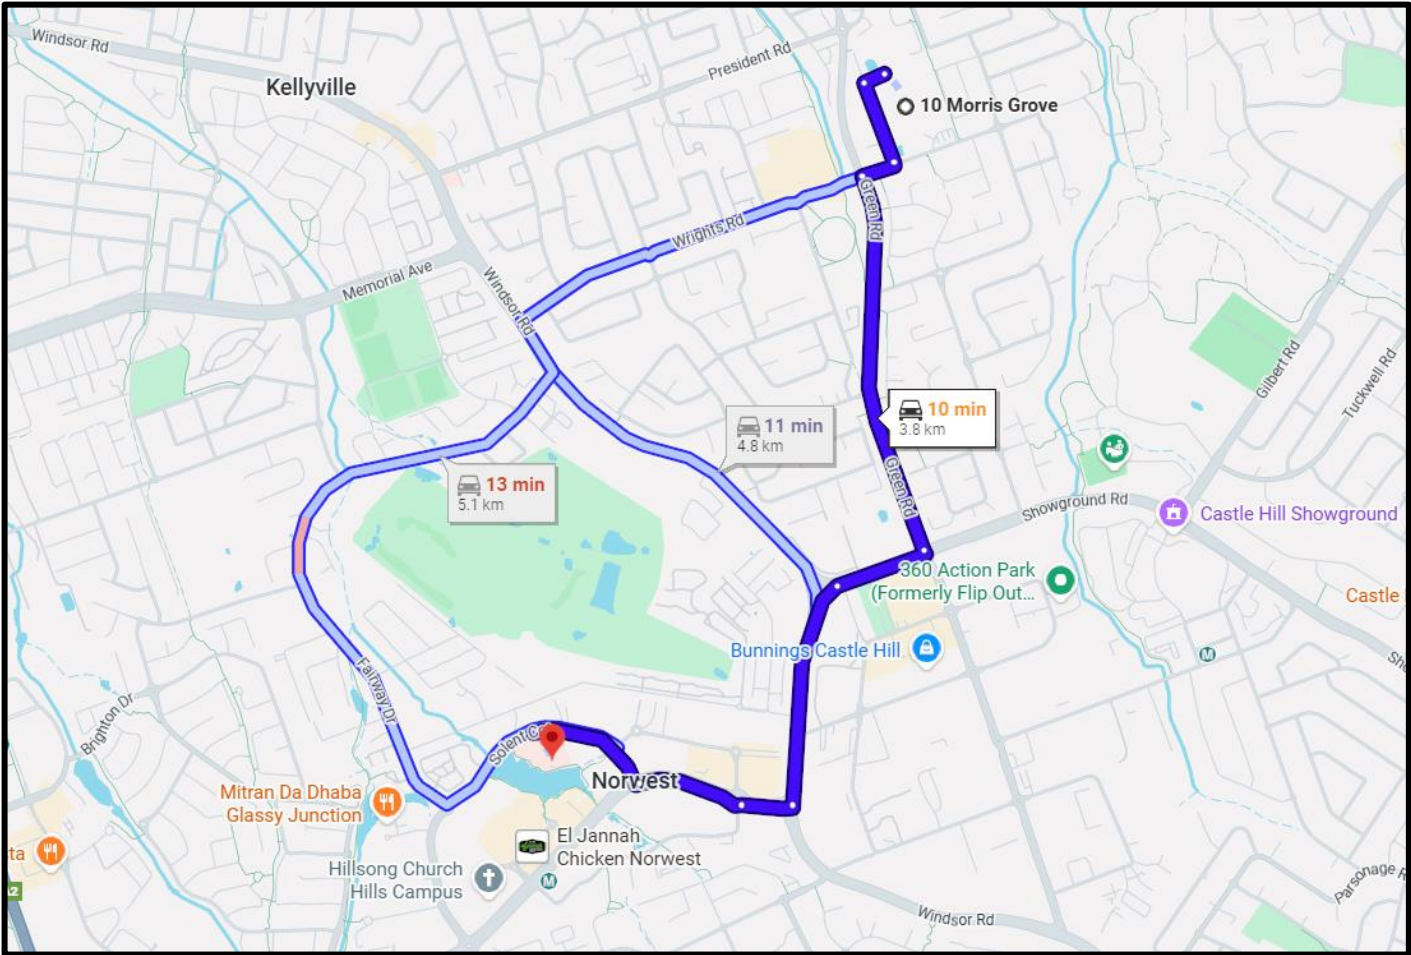 Windsor Rd
President Rd
Kellyville
10 Morris Grove
Green Rd
Wrights Rd
Memorial Ave
Windsor Rd
Gilbert Rd
Tuckwell Rd
10 min
3.8 km
11 min
4.8 km
13 min
5.1 km
Green Rd
Showground Rd
Castle Hill Showground
360 Action Park
(Formerly Flip Out...
Castle
Bunnings Castle Hill
M
Fairway Dr
Brighton Dr
Norwest
Mitran Da Dhaba
Glassy Junction
El Jannah
Chicken Norwest
ta
Hillsong Church
Hills Campus
M
Windsor Rd